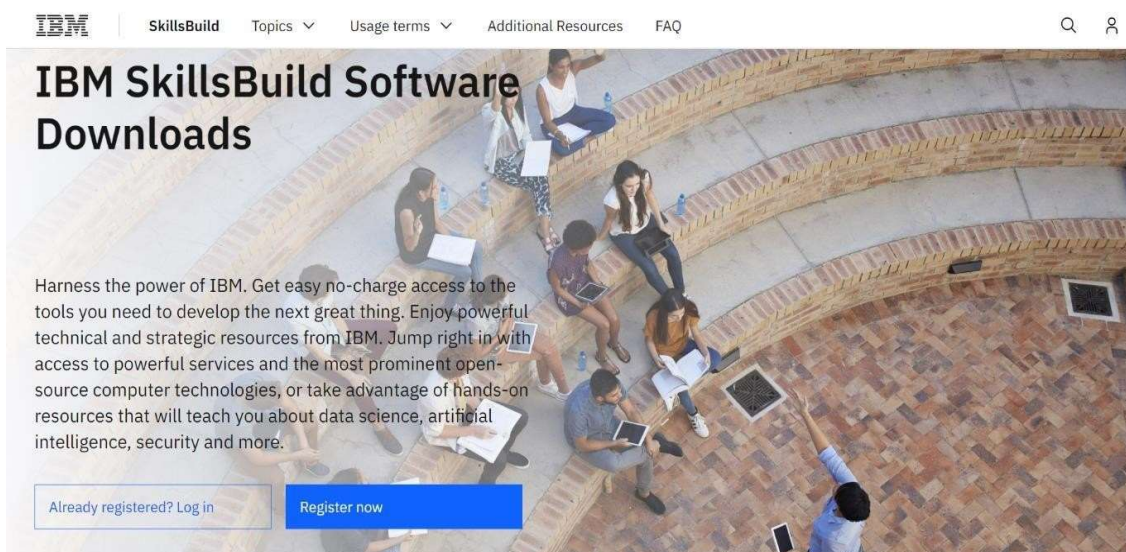 IBM SkillsBuild Topics Usage terms Additional Resources FAQ
IBM SkillsBuild Software
Downloads
Harness the power of IBM. Get easy no-charge access to the
tools you need to develop the next great thing. Enjoy powerful
technical and strategic resources from IBM. Jump right in with
access to powerful services and the most prominent open-
source computer technologies, or take advantage of hands-on
resources that will teach you about data science, artificial
intelligence, security and more.
Already registered? Log in Register now